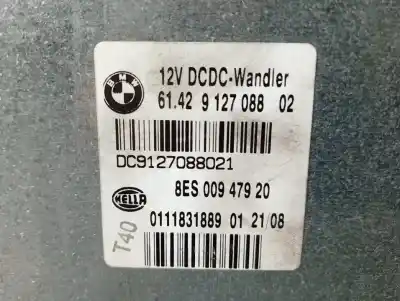 BMW
12V DCDC-Wandler
61.42 9 127 088 02
DC9127088021
8ES 009 479 20
HELLA
0111831889 01 21/08
T40